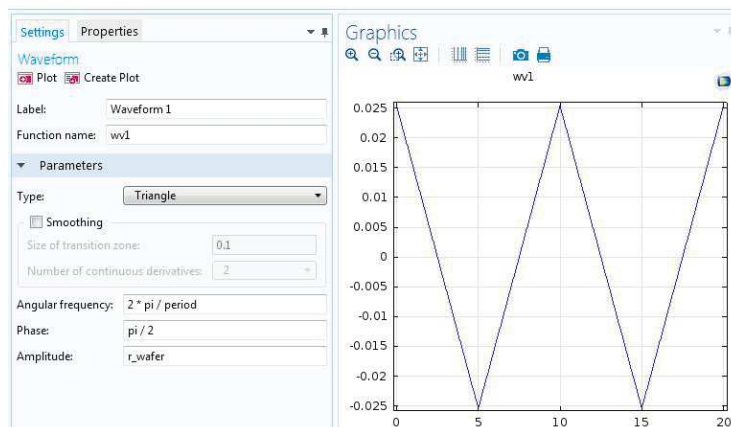 Settings Properties
Waveform
Plot Create Plot
Label: Waveform 1
Function name: wv1
Parameters
Type: Triangle
Smoothing
Size of transition zone: 0.1
Number of continuous derivatives: 2
Angular frequency: 2 * pi / period
Phase: pi / 2
Amplitude: r_wafer
Graphics
wv1
0.025
0.02
0.015
0.01
0.005
0
-0.005
-0.01
-0.015
-0.02
-0.025
0 5 10 15 20